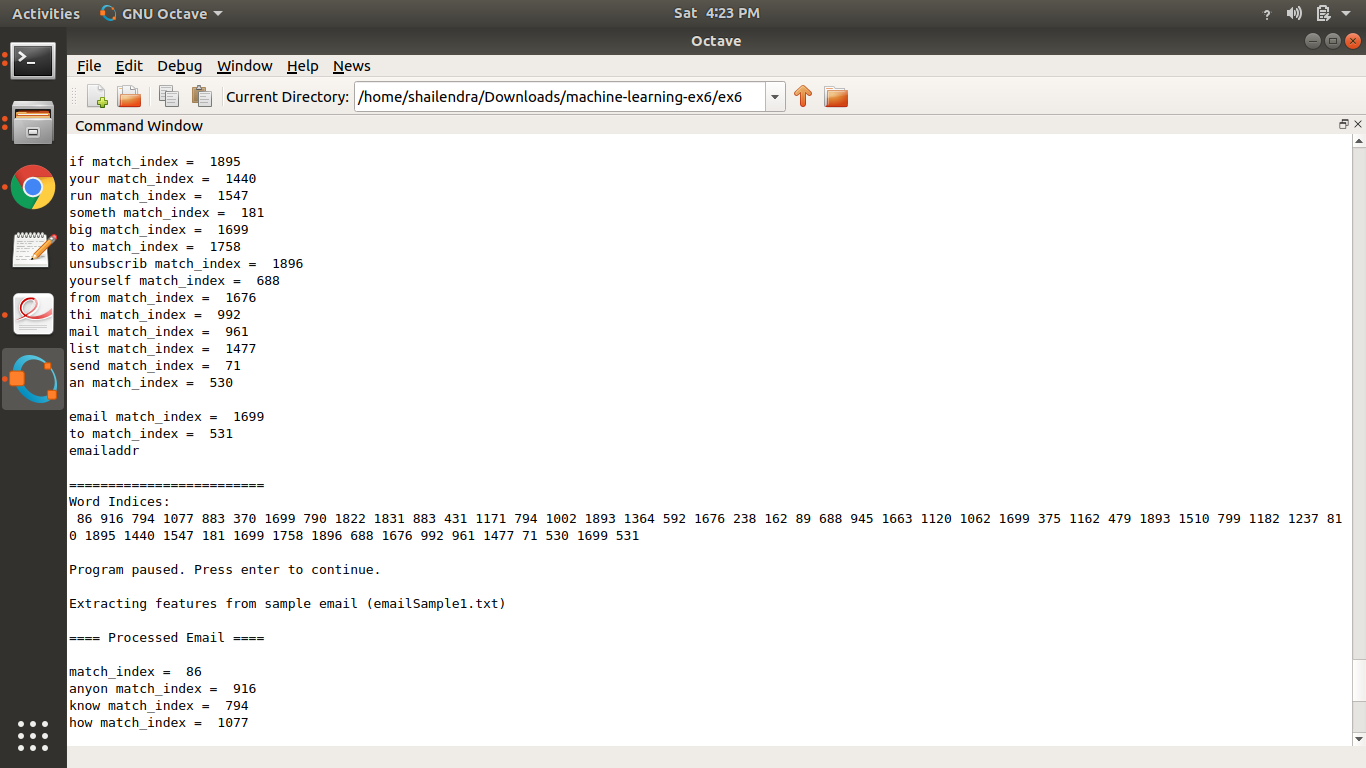 Activities GNU Octave Sat 4:23 PM ?
Octave
File Edit Debug Window Help News
Current Directory: /home/shailendra/Downloads/machine-learning-ex6/ex6
Command Window
if match_index =  1895
your match_index =  1440
run match_index =  1547
someth match_index =  181
big match_index =  1699
to match_index =  1758
unsubscrib match_index =  1896
yourself match_index =  688
from match_index =  1676
thi match_index =  992
mail match_index =  961
list match_index =  1477
send match_index =  71
an match_index =  530
email match_index =  1699
to match_index =  531
emailaddr
=========================
Word Indices:
86 916 794 1077 883 370 1699 790 1822 1831 883 431 1171 794 1002 1893 1364 592 1676 238 162 89 688 945 1663 1120 1062 1699 375 1162 479 1893 1510 799 1182 1237 81
0 1895 1440 1547 181 1699 1758 1896 688 1676 992 961 1477 71 530 1699 531
Program paused. Press enter to continue.
Extracting features from sample email (emailSample1.txt)
==== Processed Email ====
match_index =  86
anyon match_index =  916
know match_index =  794
how match_index =  1077